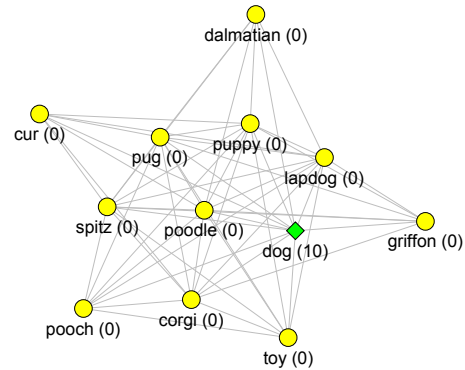 dalmatian (0)
cur (0)
pug (0)
puppy (0)
lapdog (0)
spitz (0)
poodle (0)
dog (10)
griffon (0)
pooch (0)
corgi (0)
toy (0)